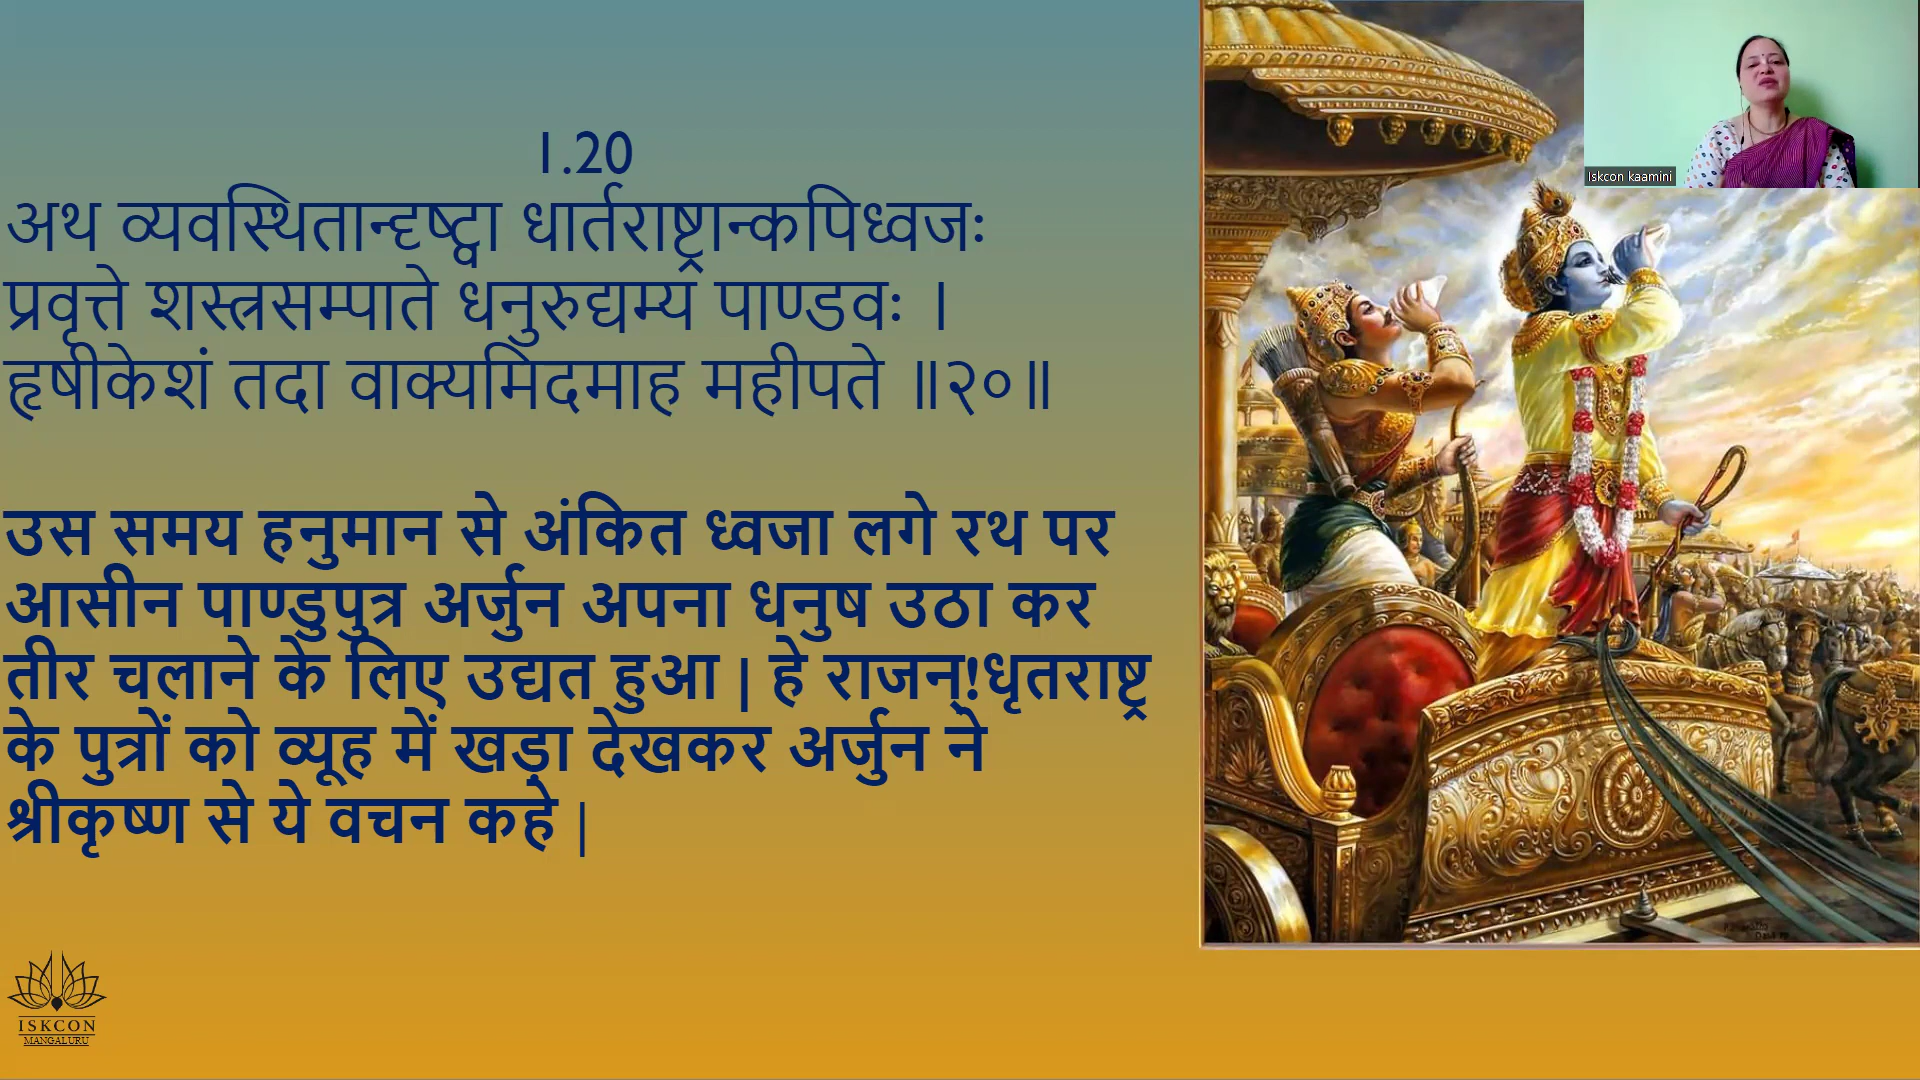 1.20
अथ व्यवस्थितान्दृष्ट्वा धार्तराष्ट्रान्कपिध्वजः
प्रवृत्ते शस्त्रसम्पाते धनुरुद्यम्य पाण्डवः ।
हृषीकेशं तदा वाक्यमिदमाह महीपते ॥२०॥
उस समय हनुमान से अंकित ध्वजा लगे रथ पर
आसीन पाण्डुपुत्र अर्जुन अपना धनुष उठा कर
तीर चलाने के लिए उद्यत हुआ | हे राजन्!धृतराष्ट्र
के पुत्रों को व्यूह में खड़ा देखकर अर्जुन ने
श्रीकृष्ण से ये वचन कहे |
Iskcon kaamini
ISKCON
MANGALURU